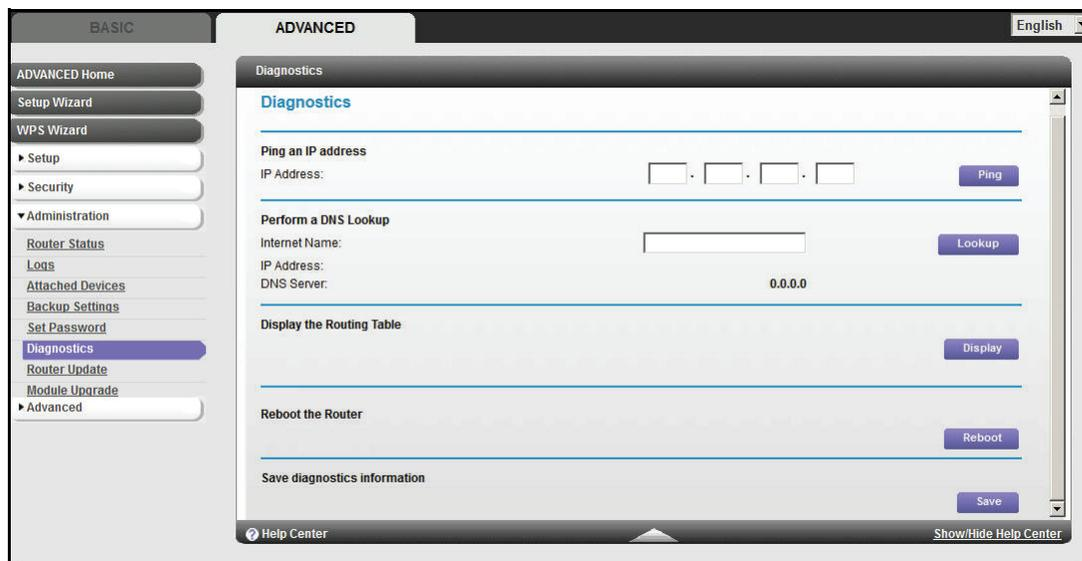 BASIC
ADVANCED
English
ADVANCED Home
Setup Wizard
WPS Wizard
Setup
Security
Administration
Router Status
Logs
Attached Devices
Backup Settings
Set Password
Diagnostics
Router Update
Module Upgrade
Advanced
Diagnostics
Diagnostics
Ping an IP address
IP Address: . . . Ping
Perform a DNS Lookup
Internet Name: Lookup
IP Address:
DNS Server: 0.0.0.0
Display the Routing Table
Display
Reboot the Router
Reboot
Save diagnostics information
Save
? Help Center Show/Hide Help Center